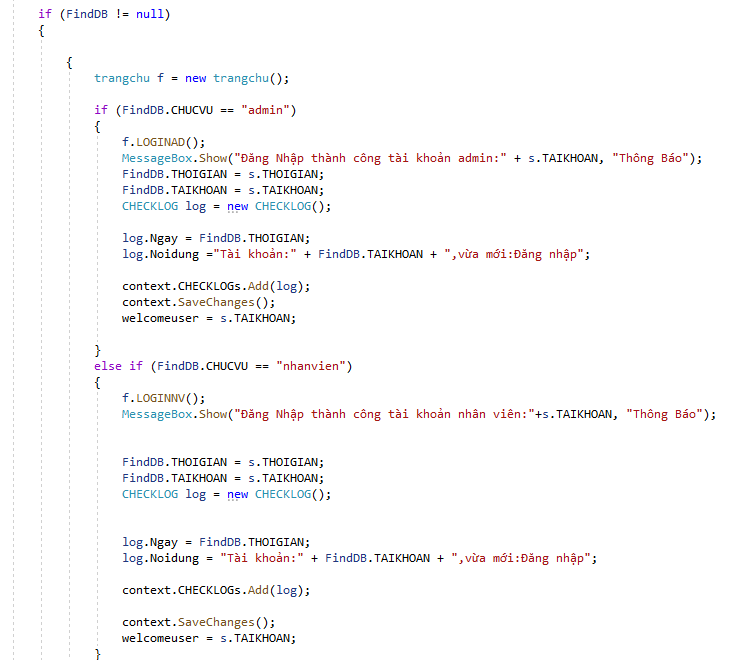 if (FindDB != null)
{
{
trangchu f = new trangchu();
if (FindDB.CHUCVU == "admin")
{
f.LOGINAD();
MessageBox.Show("Đăng Nhập thành công tài khoản admin:" + s.TAIKHOAN, "Thông Báo");
FindDB.THOIGIAN = s.THOIGIAN;
FindDB.TAIKHOAN = s.TAIKHOAN;
CHECKLOG log = new CHECKLOG();
log.Ngay = FindDB.THOIGIAN;
log.Noidung ="Tài khoản:" + FindDB.TAIKHOAN + ",vừa mới:Đăng nhập";
context.CHECKLOGs.Add(log);
context.SaveChanges();
welcomeuser = s.TAIKHOAN;
}
else if (FindDB.CHUCVU == "nhanvien")
{
f.LOGINNV();
MessageBox.Show("Đăng Nhập thành công tài khoản nhân viên:"+s.TAIKHOAN, "Thông Báo");
FindDB.THOIGIAN = s.THOIGIAN;
FindDB.TAIKHOAN = s.TAIKHOAN;
CHECKLOG log = new CHECKLOG();
log.Ngay = FindDB.THOIGIAN;
log.Noidung = "Tài khoản:" + FindDB.TAIKHOAN + ",vừa mới:Đăng nhập";
context.CHECKLOGs.Add(log);
context.SaveChanges();
welcomeuser = s.TAIKHOAN;
}